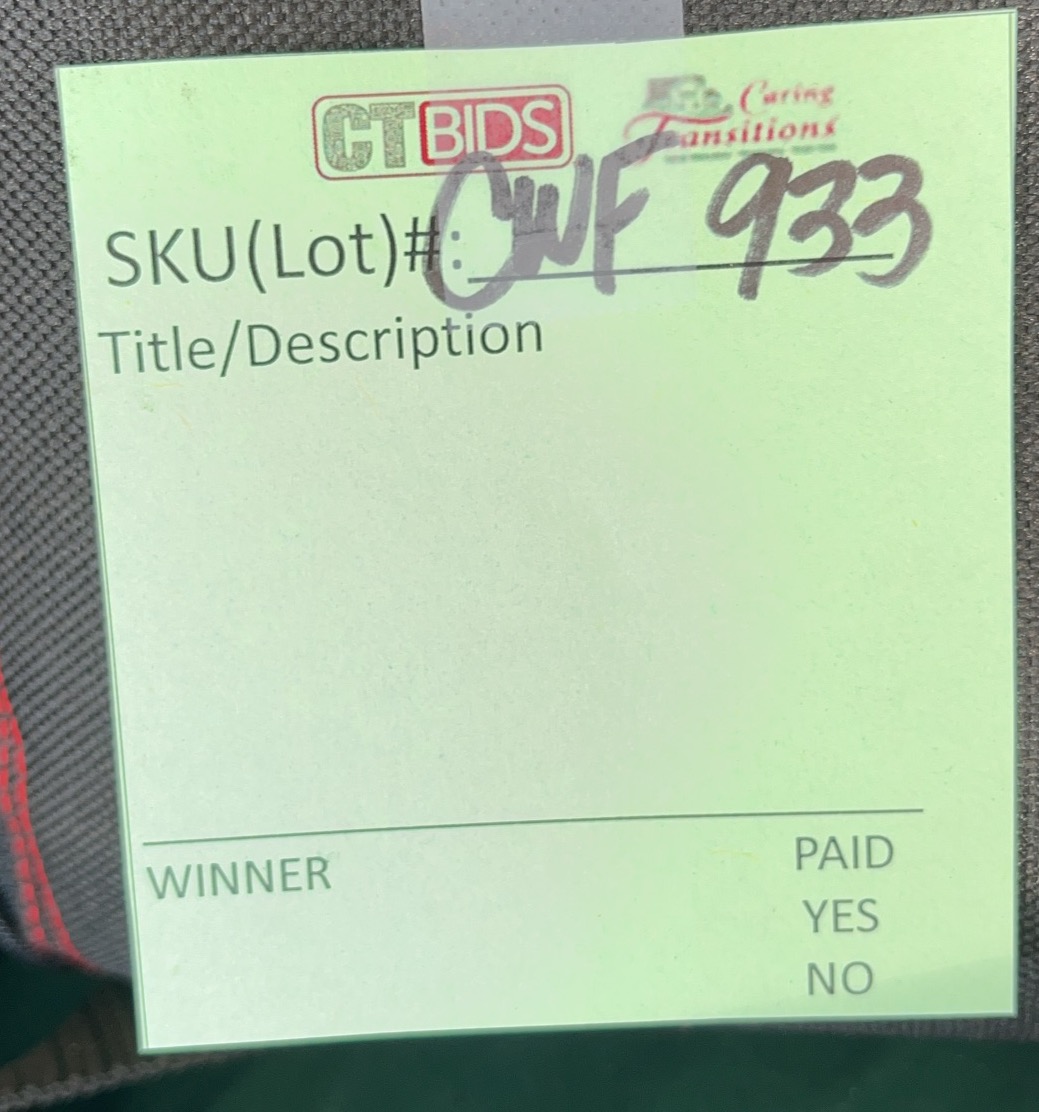 CTBIDS
Caring
Transitions
SKU(Lot)#: CWF 933
Title/Description
WINNER
PAID
YES
NO